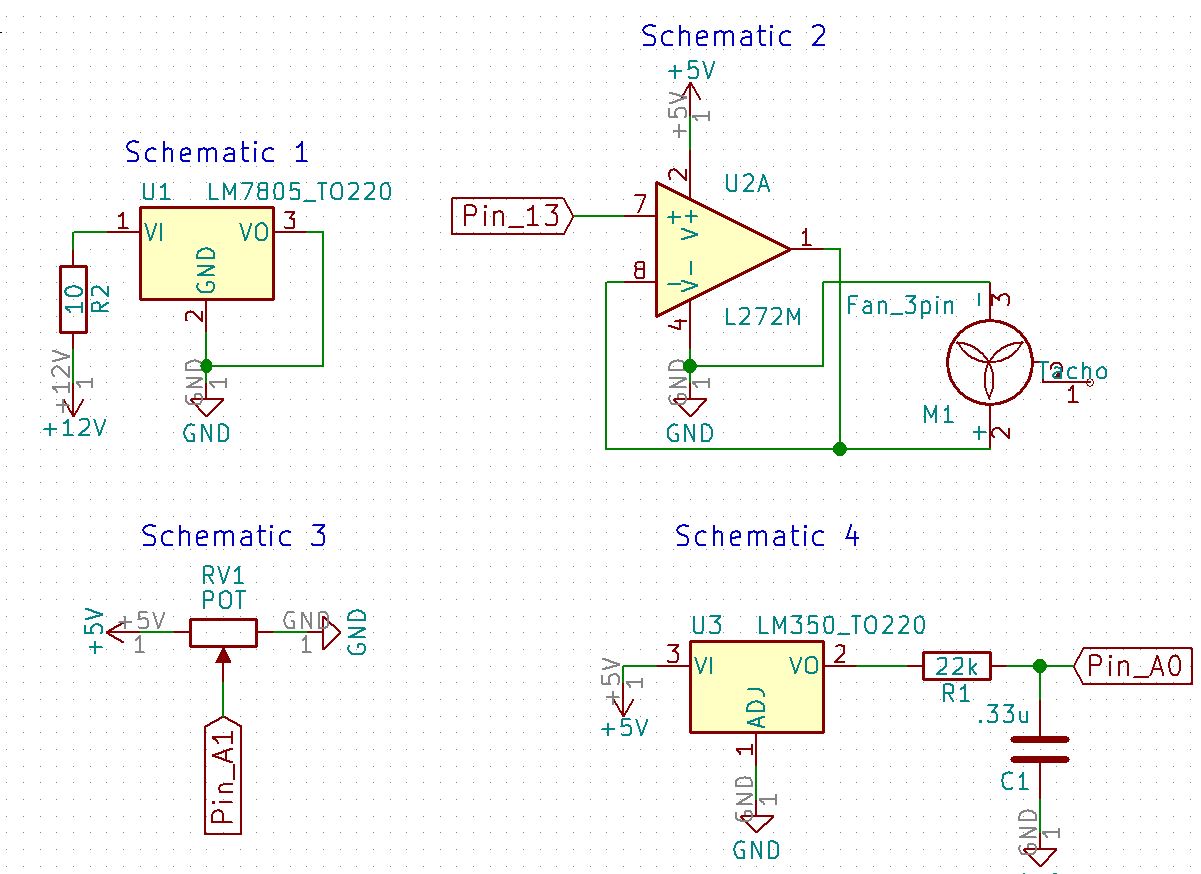 Schematic 1
U1 LM7805_TO220
1 VI VO 3
GND
2
10
R2
+12V
1
+12V
GND
1
GND
Schematic 2
+5V
+5V
1
2
U2A
Pin_13
7
+
V+
1
8
-
V-
4
L272M
GND
1
GND
Fan_3pin
-
3
Tacho
1
M1
+
2
Schematic 3
RV1
POT
+5V
+5V
1
GND
1
GND
Pin_A1
Schematic 4
U3 LM350_TO220
3 VI VO 2
ADJ
1
+5V
1
+5V
GND
1
GND
22k
R1
Pin_A0
.33u
C1
GND
1